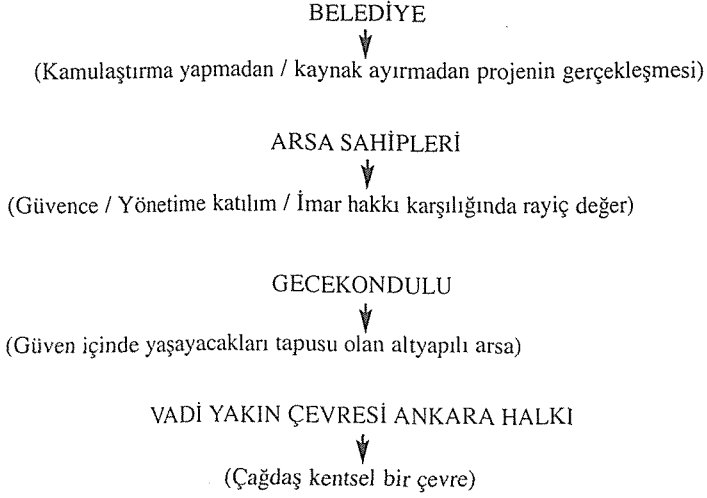 BELEDİYE
(Kamulaştırma yapmadan / kaynak ayırmadan projenin gerçekleşmesi)
ARSA SAHİPLERİ
(Güvence / Yönetime katılım / İmar hakkı karşılığında rayiç değer)
GECEKONDULU
(Güven içinde yaşayacakları tapusu olan altyapılı arsa)
VADİ YAKIN ÇEVRESİ ANKARA HALKI
(Çağdaş kentsel bir çevre)